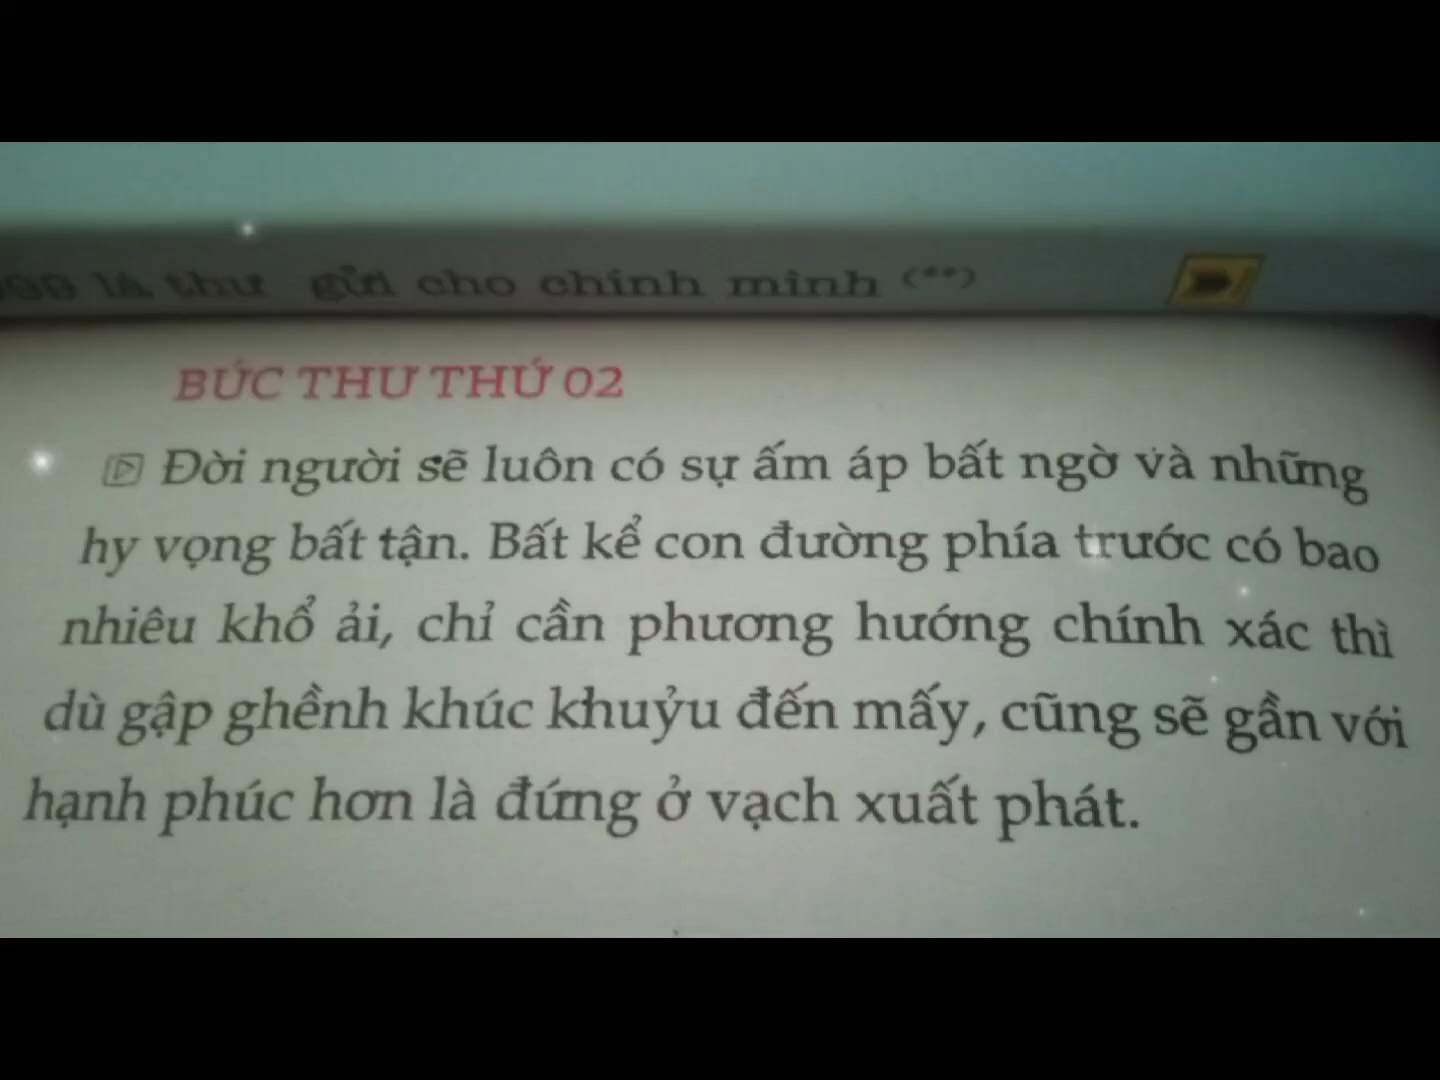 lá thư gửi cho chính mình (**)
BỨC THƯ THỨ 02
Đời người sẽ luôn có sự ấm áp bất ngờ và những
hy vọng bất tận. Bất kể con đường phía trước có bao
nhiêu khổ ải, chỉ cần phương hướng chính xác thì
dù gập ghềnh khúc khuỷu đến mấy, cũng sẽ gần với
hạnh phúc hơn là đứng ở vạch xuất phát.